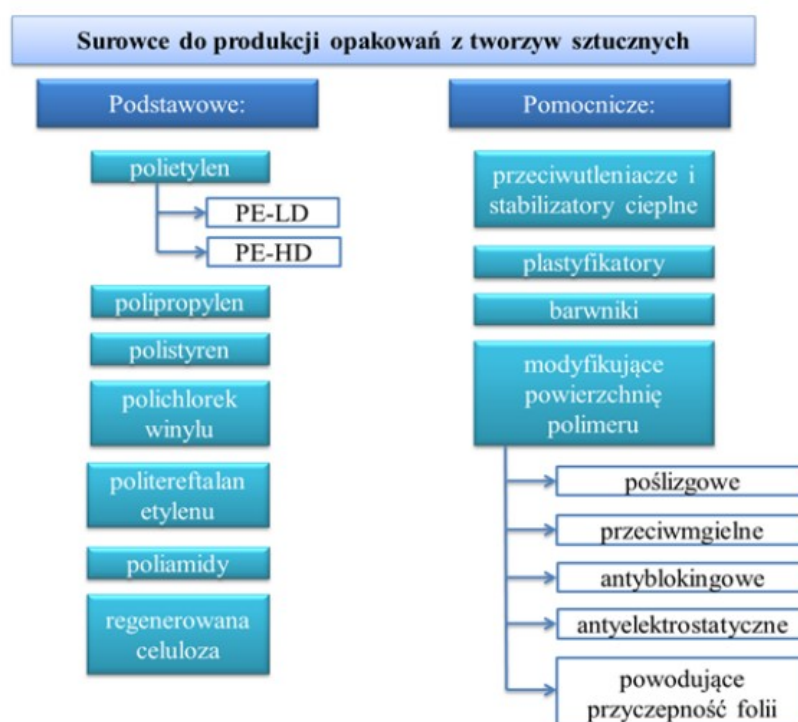 Surowce do produkcji opakowań z tworzyw sztucznych
Podstawowe:
polietylen
PE-LD
PE-HD
polipropylen
polistyren
polichlorek
winylu
politereftalan
etylenu
poliamidy
regenerowana
celuloza
Pomocnicze:
przeciwutleniacze i
stabilizatory cieplne
plastyfikatory
barwniki
modyfikujące
powierzchnię
polimeru
poślizgowe
przeciwmgielne
antyblokingowe
antyelektrostatyczne
powodujące
przyczepność folii